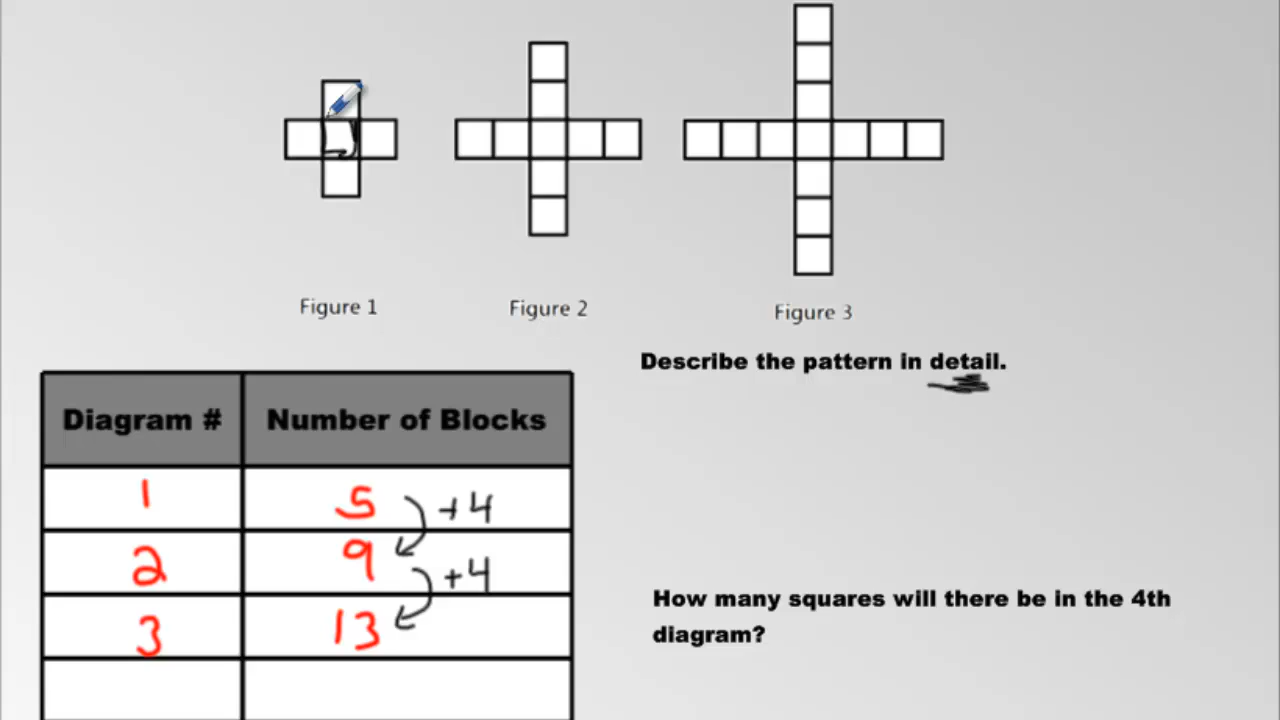 Figure 1
Figure 2
Figure 3
Describe the pattern in detail.
Diagram # Number of Blocks
1 5 +4
2 9 +4
3 13
How many squares will there be in the 4th
diagram?